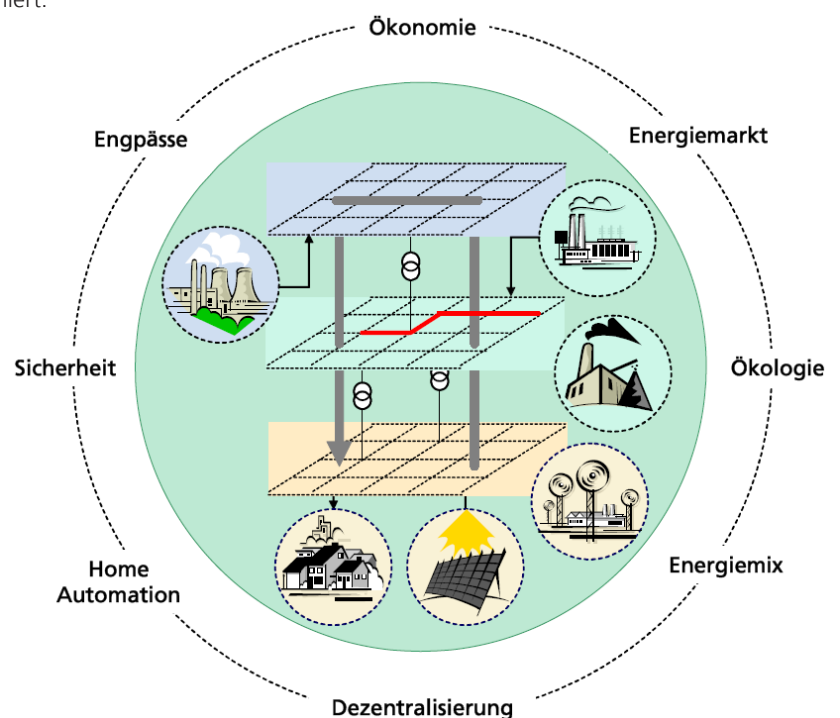 Ökonomie
Engpässe
Energiemarkt
Sicherheit
Ökologie
Home
Automation
Energiemix
Dezentralisierung